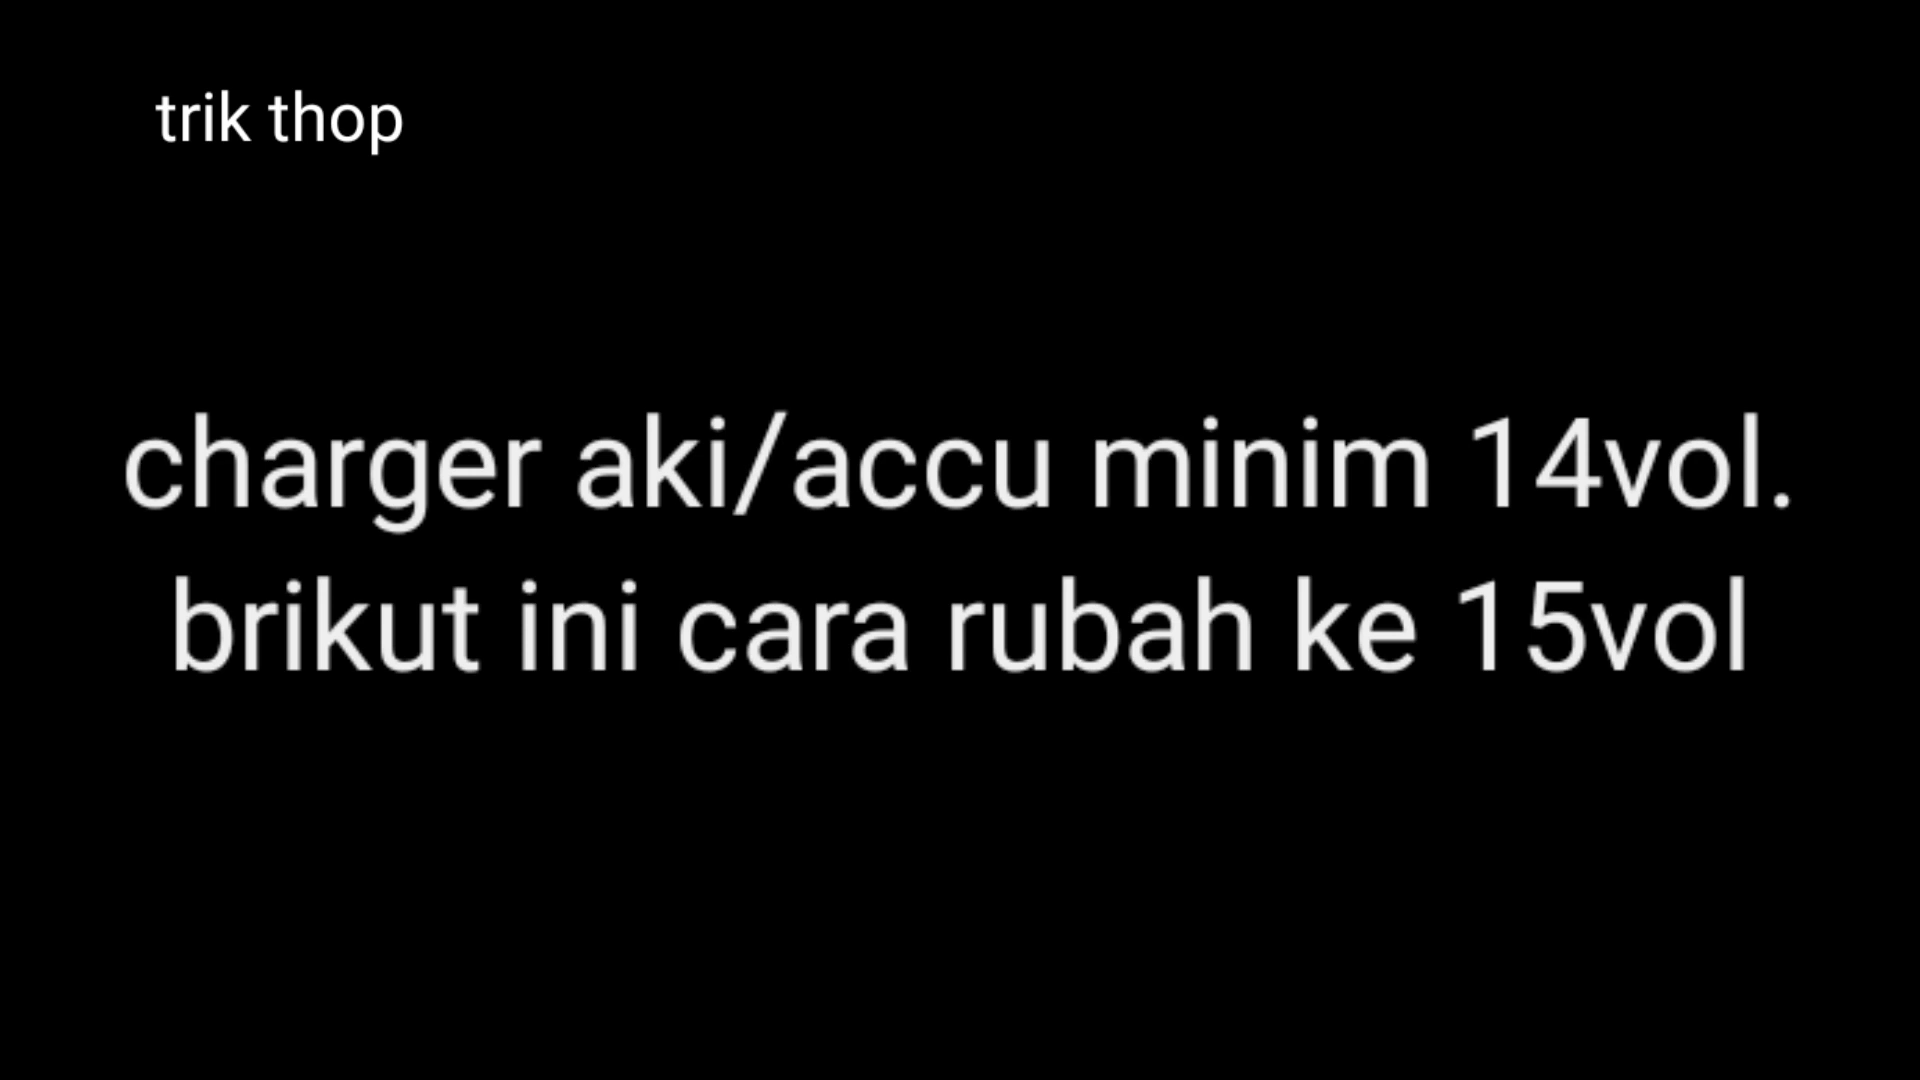 trik thop
charger aki/accu minim 14vol.
brikut ini cara rubah ke 15vol